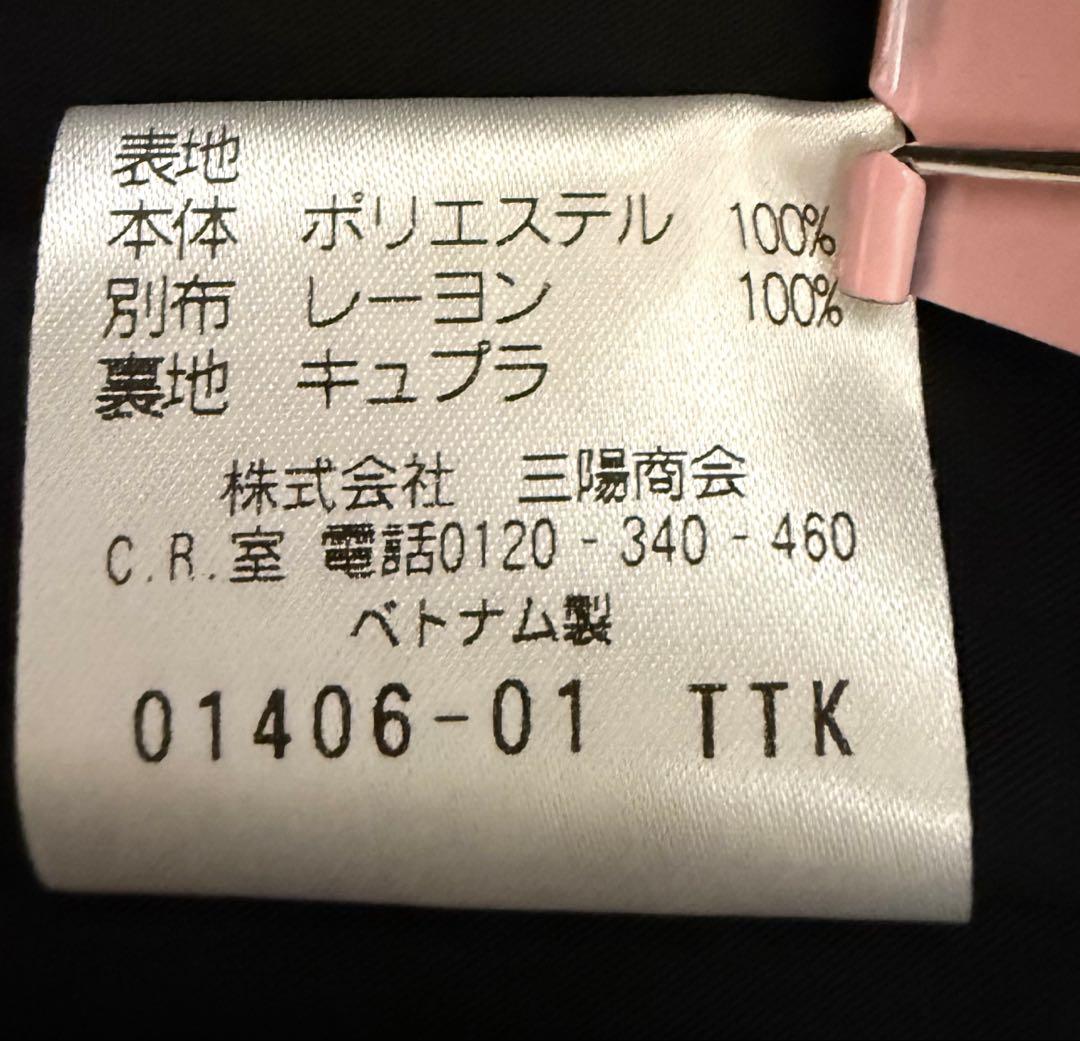 表地
本体 ポリエステル 100%
別布 レーヨン 100%
裏地 キュプラ
株式会社 三陽商会
C.R.室 電話0120-340-460
ベトナム製
01406-01 TTK